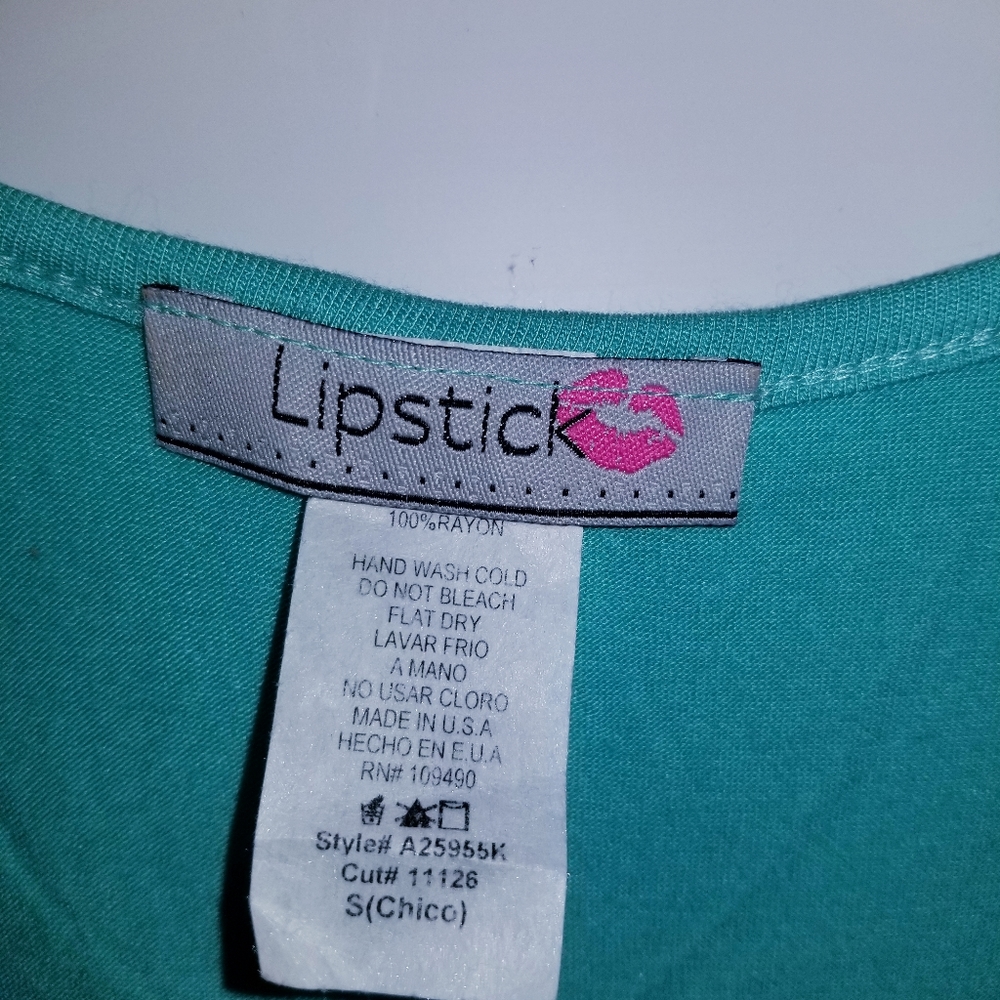 Lipstick
100%RAYON
HAND WASH COLD
DO NOT BLEACH
FLAT DRY
LAVAR FRIO
A MANO
NO USAR CLORO
MADE IN U.S.A
HECHO EN E.U.A
RN# 109490
Style# A25955K
Cut# 11126
S(Chico)